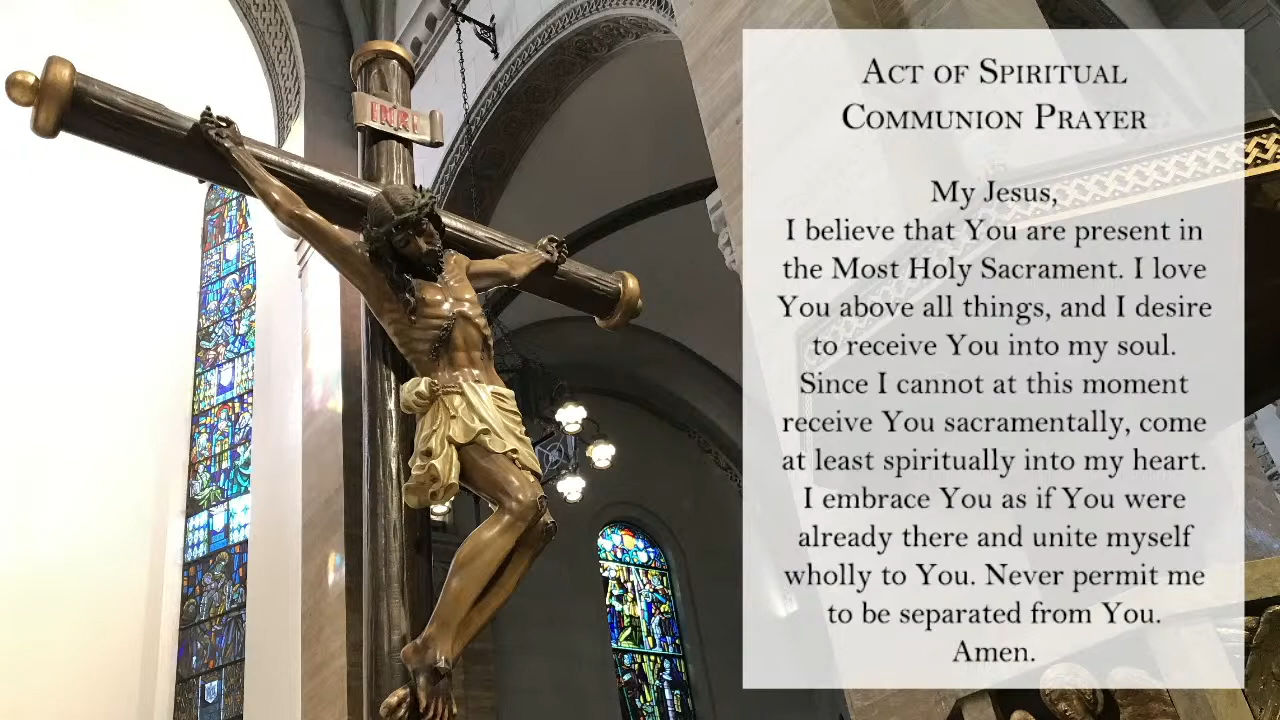 INRI
ACT OF SPIRITUAL
COMMUNION PRAYER
My Jesus,
I believe that You are present in
the Most Holy Sacrament. I love
You above all things, and I desire
to receive You into my soul.
Since I cannot at this moment
receive You sacramentally, come
at least spiritually into my heart.
I embrace You as if You were
already there and unite myself
wholly to You. Never permit me
to be separated from You.
Amen.